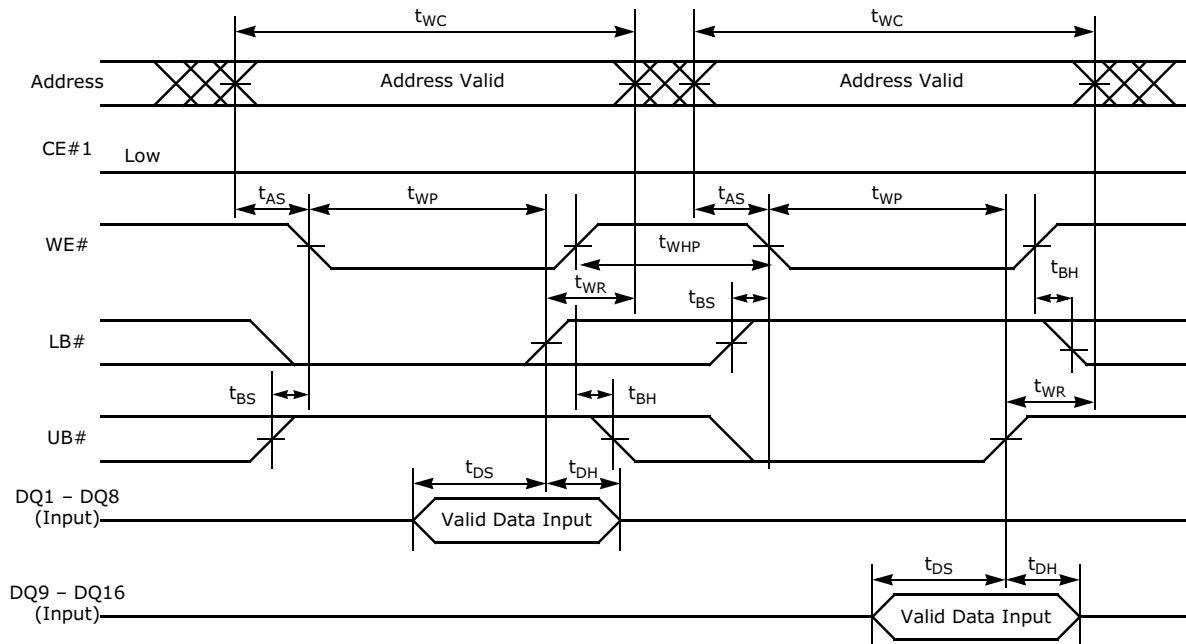 tWC tWC
Address Address Valid Address Valid
CE#1 Low
tAS tWP tAS tWP
WE#
tWHP
tWR tBS tBH
LB#
tBS tBH tWR
UB#
tDS tDH
DQ1 – DQ8
(Input) Valid Data Input
tDS tDH
DQ9 – DQ16
(Input) Valid Data Input